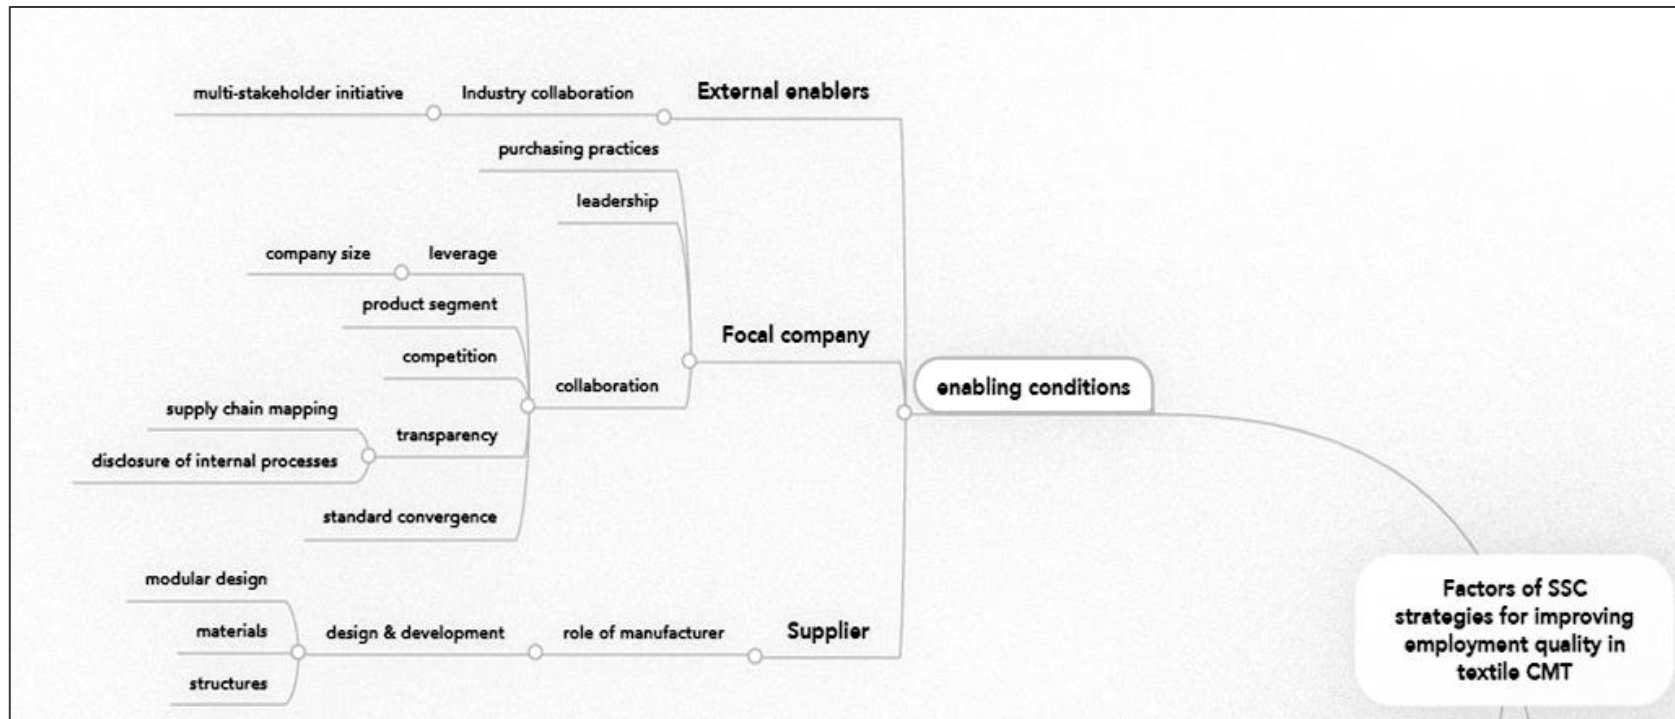 multi-stakeholder initiative
Industry collaboration
External enablers
purchasing practices
leadership
company size
leverage
product segment
competition
Focal company
collaboration
enabling conditions
supply chain mapping
transparency
disclosure of internal processes
standard convergence
modular design
materials
design & development
role of manufacturer
Supplier
structures
Factors of SSC
strategies for improving
employment quality in
textile CMT